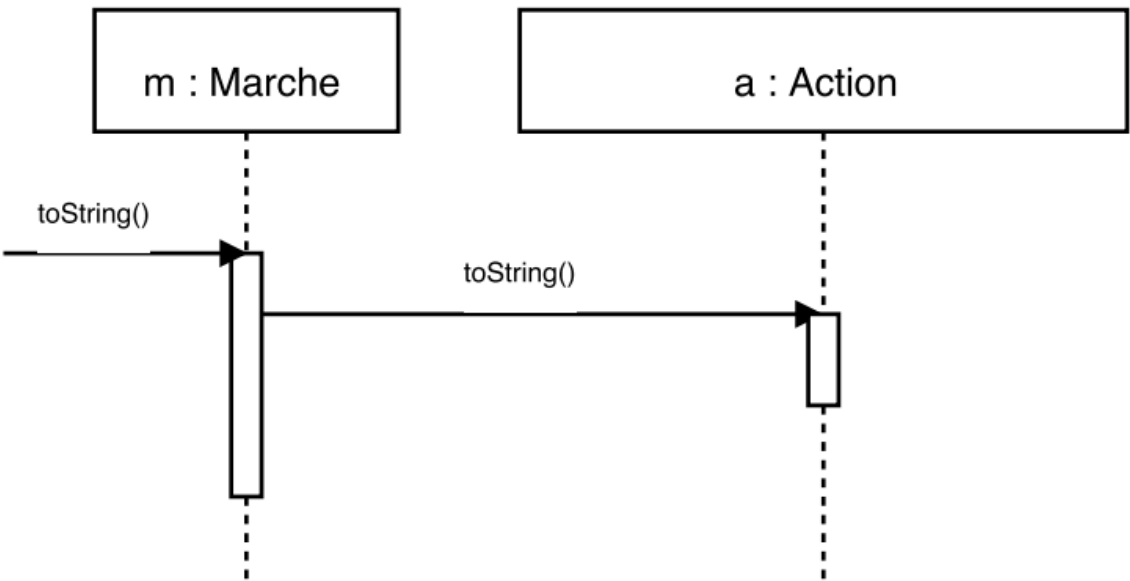 m : Marche
a : Action
toString()
toString()